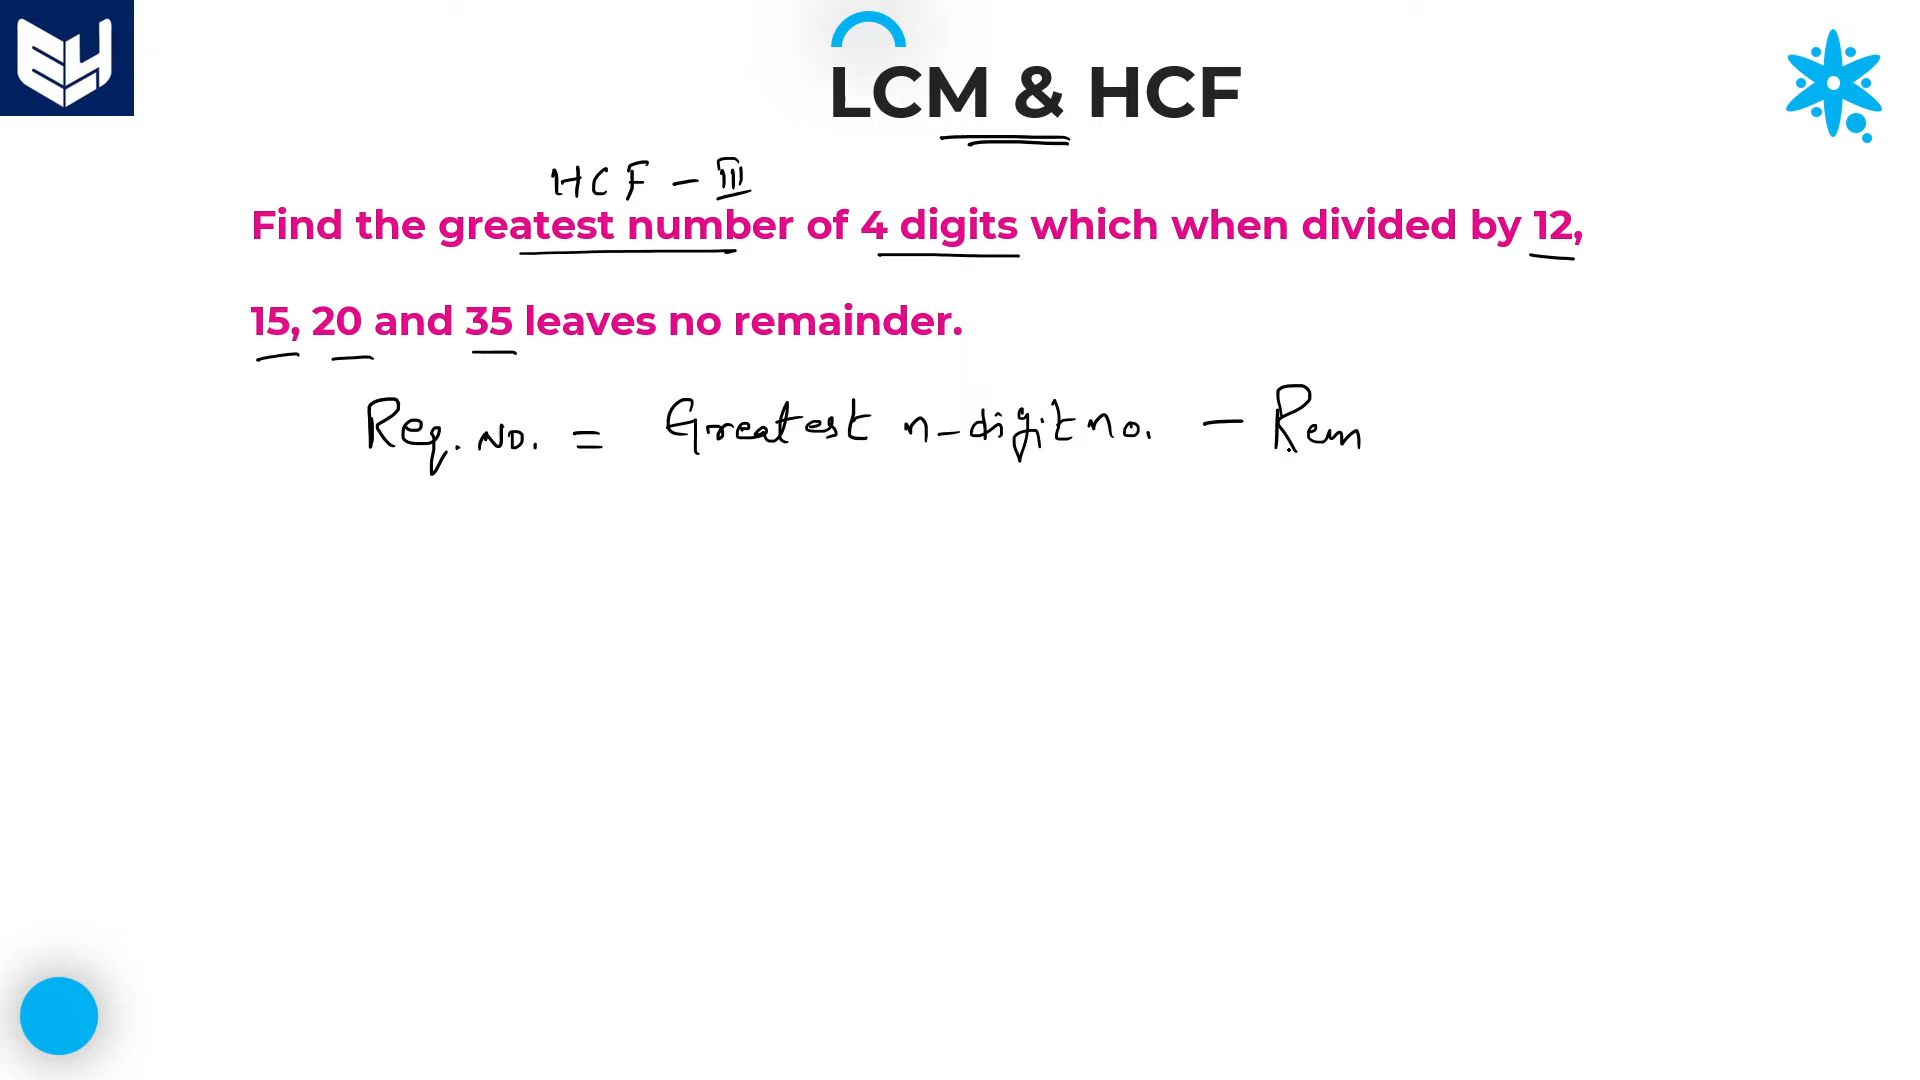 LCM & HCF
HCF - III
Find the greatest number of 4 digits which when divided by 12,
15, 20 and 35 leaves no remainder.
Req. No. = Greatest n-digit no. - Rem